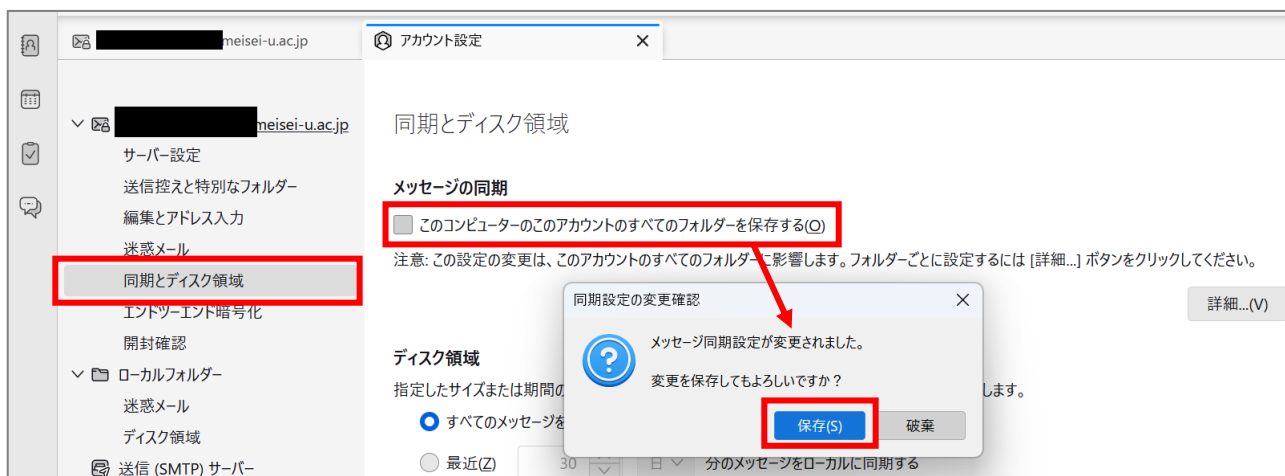 meisei-u.ac.jp
アカウント設定
meisei-u.ac.jp
サーバー設定
送信控えと特別なフォルダー
編集とアドレス入力
迷惑メール
同期とディスク領域
エンドツーエンド暗号化
開封確認
ローカルフォルダー
迷惑メール
ディスク領域
送信 (SMTP) サーバー
同期とディスク領域
メッセージの同期
このコンピューターのこのアカウントのすべてのフォルダーを保存する(O)
注意: この設定の変更は、このアカウントのすべてのフォルダーに影響します。フォルダーごとに設定するには [詳細...] ボタンをクリックしてください。
詳細...(V)
ディスク領域
指定したサイズまたは期間の
します。
すべてのメッセージを
最近(Z) 30 日 分のメッセージをローカルに同期する
同期設定の変更確認
メッセージ同期設定が変更されました。
変更を保存してもよろしいですか？
保存(S) 破棄